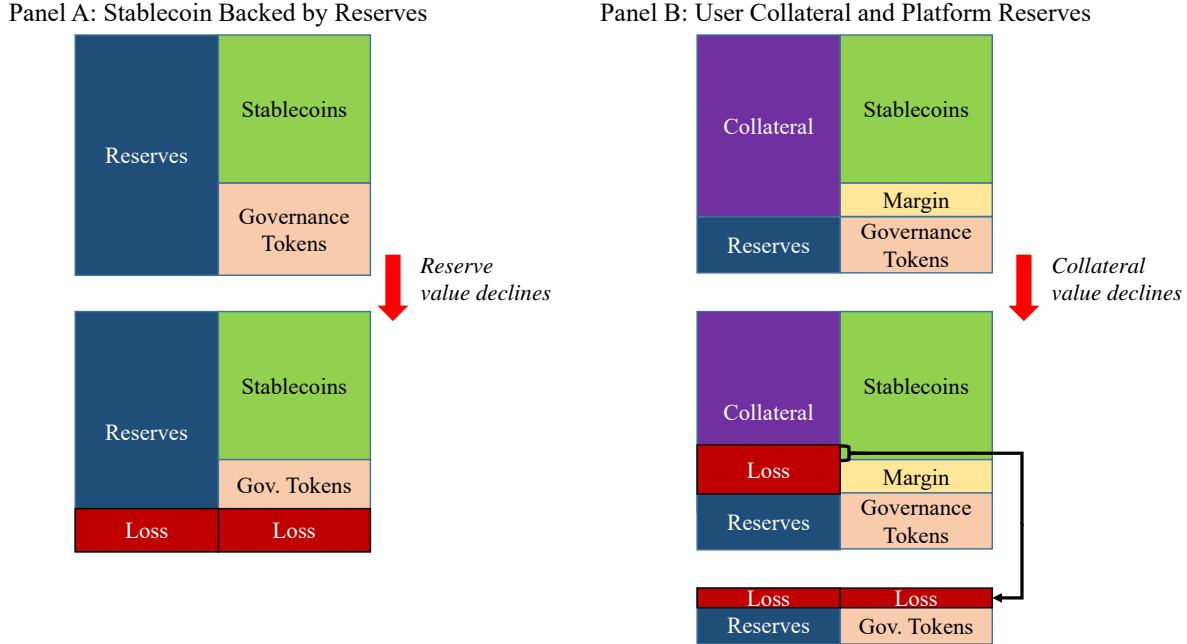 Panel A: Stablecoin Backed by Reserves
Reserves
Stablecoins
Governance
Tokens
Reserve
value declines
Reserves
Stablecoins
Gov. Tokens
Loss
Loss
Panel B: User Collateral and Platform Reserves
Collateral
Stablecoins
Margin
Reserves
Governance
Tokens
Collateral
value declines
Collateral
Stablecoins
Loss
Margin
Reserves
Governance
Tokens
Loss
Loss
Reserves
Gov. Tokens